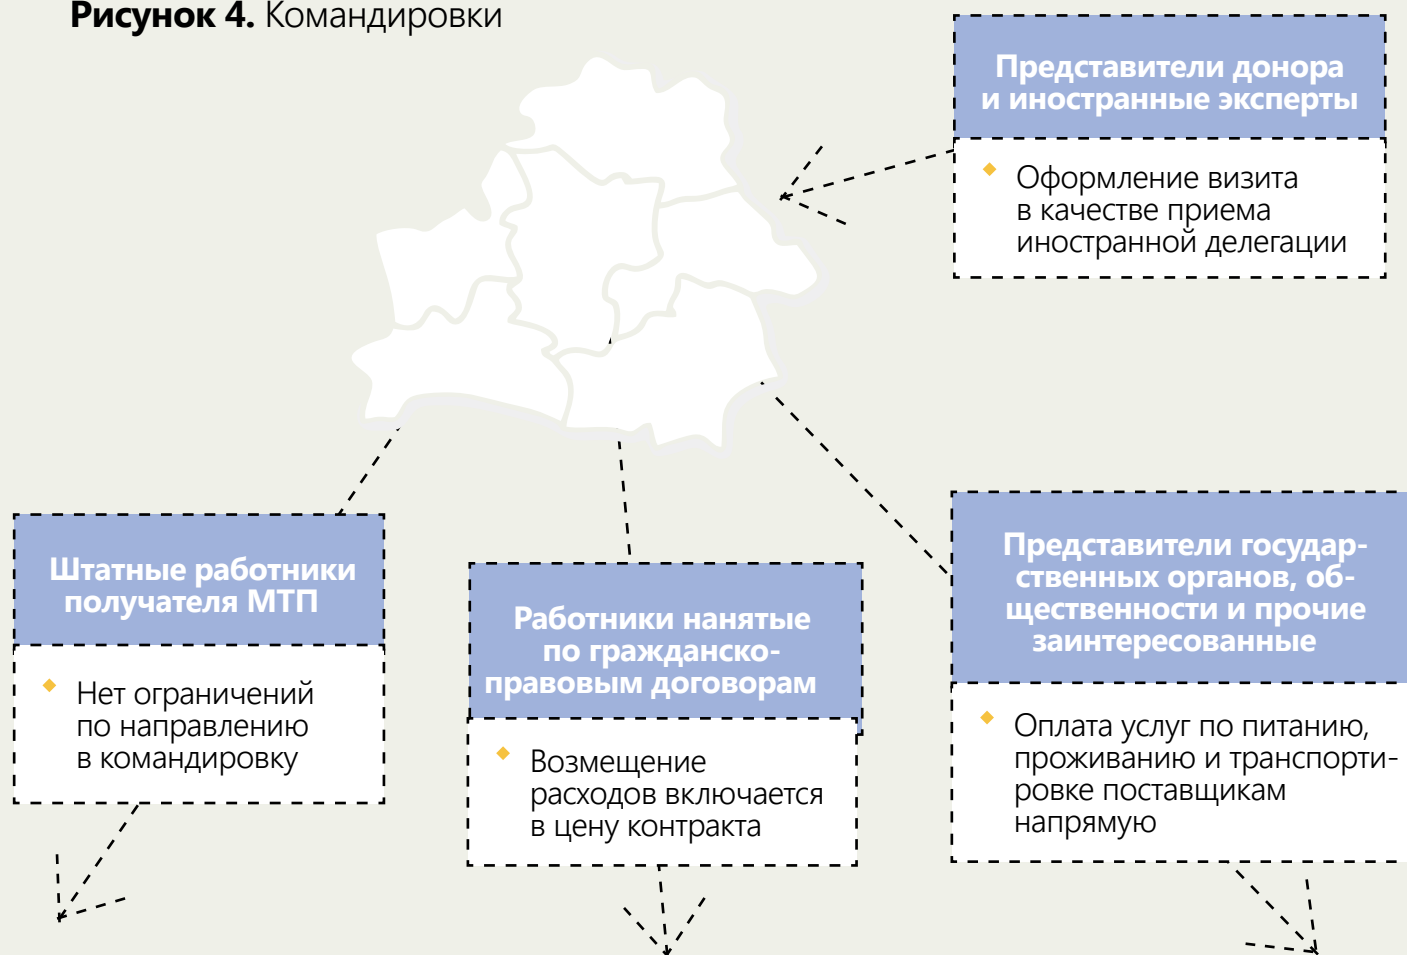 Рисунок 4. Командировки
Представители донора
и иностранные эксперты
Оформление визита
в качестве приема
иностранной делегации
Штатные работники
получателя МТП
Нет ограничений
по направлению
в командировку
Работники нанятые
по гражданско-
правовым договорам
Возмещение
расходов включается
в цену контракта
Представители государ-
ственных органов, об-
щественности и прочие
заинтересованные
Оплата услуг по питанию,
проживанию и транспорти-
ровке поставщикам
напрямую